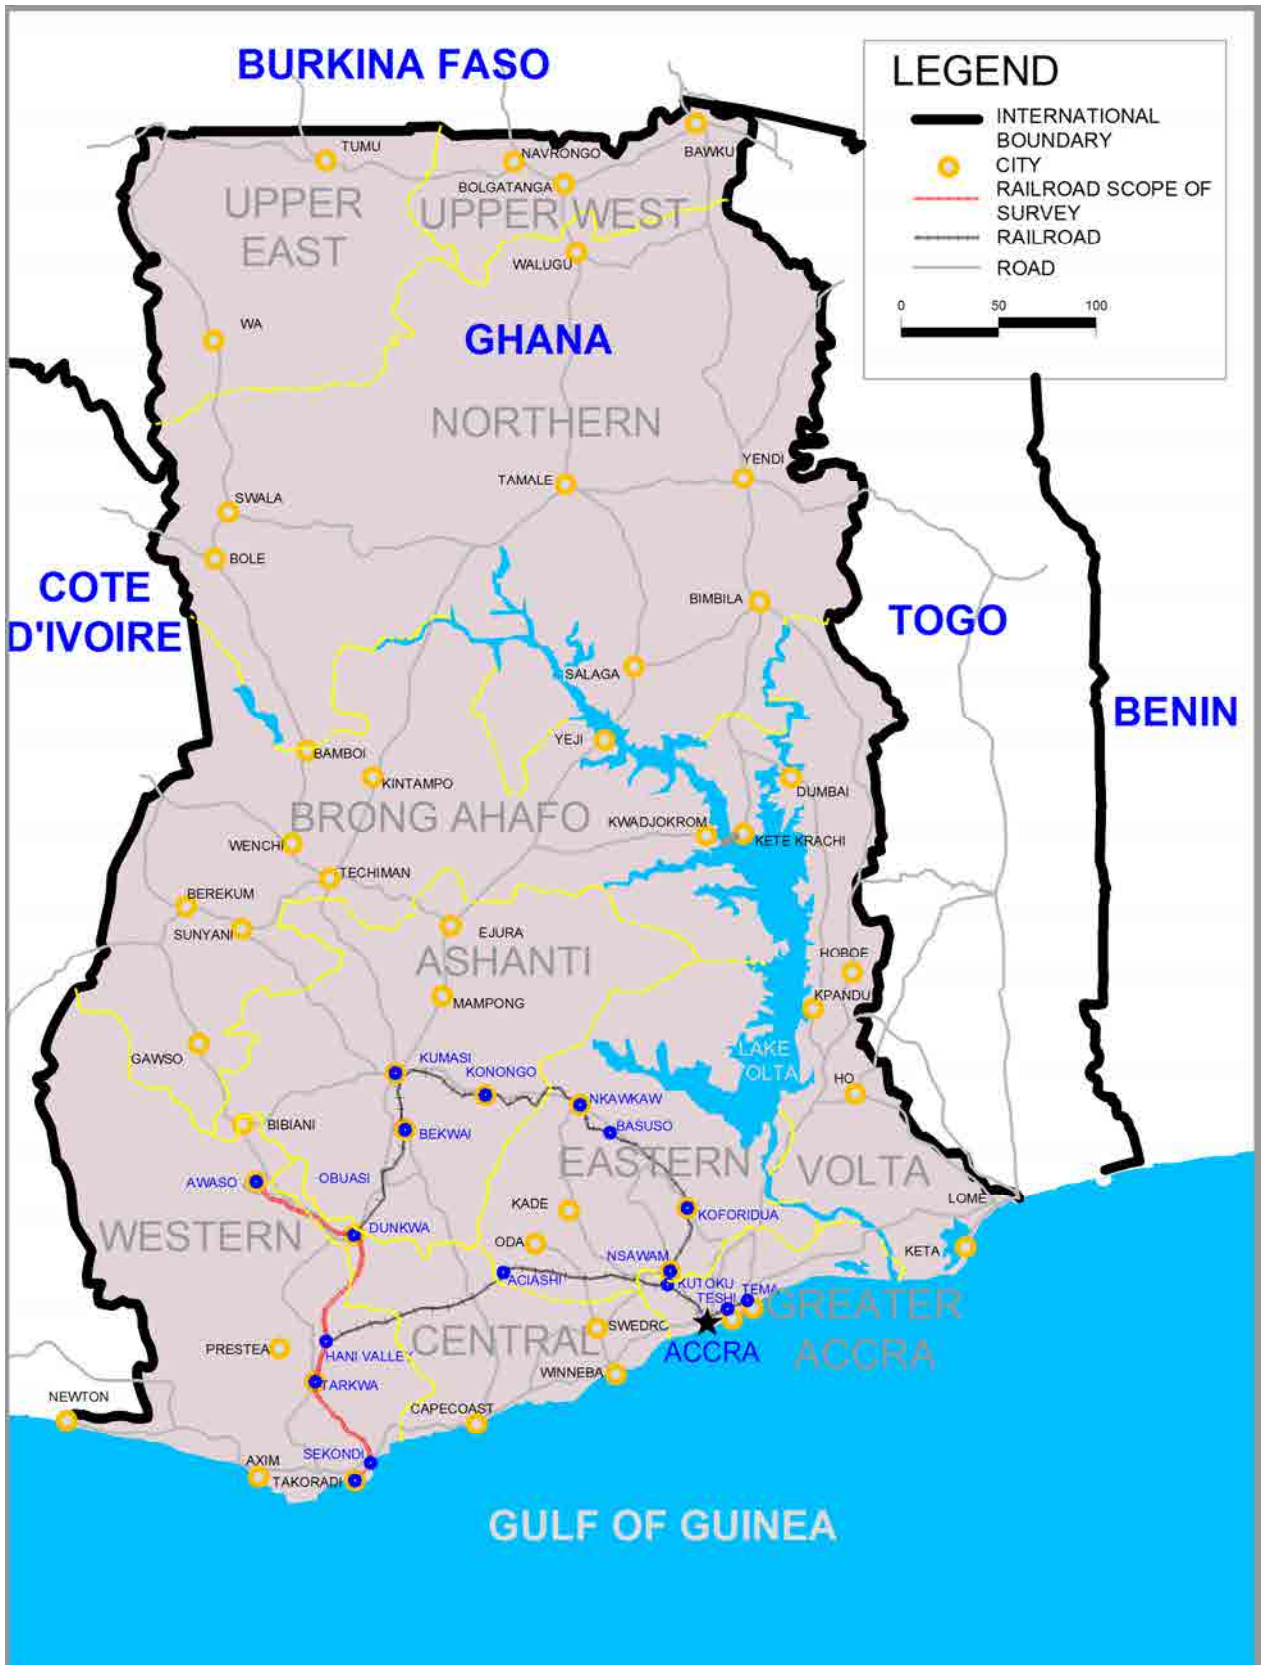 BURKINA FASO
LEGEND
INTERNATIONAL
BOUNDARY
CITY
RAILROAD SCOPE OF
SURVEY
RAILROAD
ROAD
0 50 100
TUMU
NAVRONGO
BAWKU
BOLGATANGA
UPPER
EAST
UPPER WEST
WALUGU
WA
GHANA
NORTHERN
YENDI
TAMALE
SWALA
BOLE
COTE
D'IVOIRE
BIMBILA
TOGO
SALAGA
BENIN
YEJI
BAMBOI
KINTAMPO
DUMBAI
BRONG AHAFO
KWADJOKROM
KETE KRACHI
WENCHI
TECHIMAN
BEREKUM
SUNYANI
EJURA
ASHANTI
HOBOE
KPANDU
MAMPONG
GAWSO
KUMASI
KONONGO
LAKE
VOLTA
HO
NKAWKAW
BIBIANI
BEKWAI
BASUSO
EASTERN
VOLTA
AWASO
OBUASI
LOME
KADE
KOFORIDUA
WESTERN
DUNKWA
ODA
NSAWAM
KETA
ACIASHI
KUTOKU
TESHI
TEMA
GREATER
ACCRA
SWEDRO
CENTRAL
PRESTEA
HANI VALLEY
ACCRA
WINNEBA
TARKWA
NEWTON
CAPECOAST
SEKONDI
AXIM
TAKORADI
GULF OF GUINEA